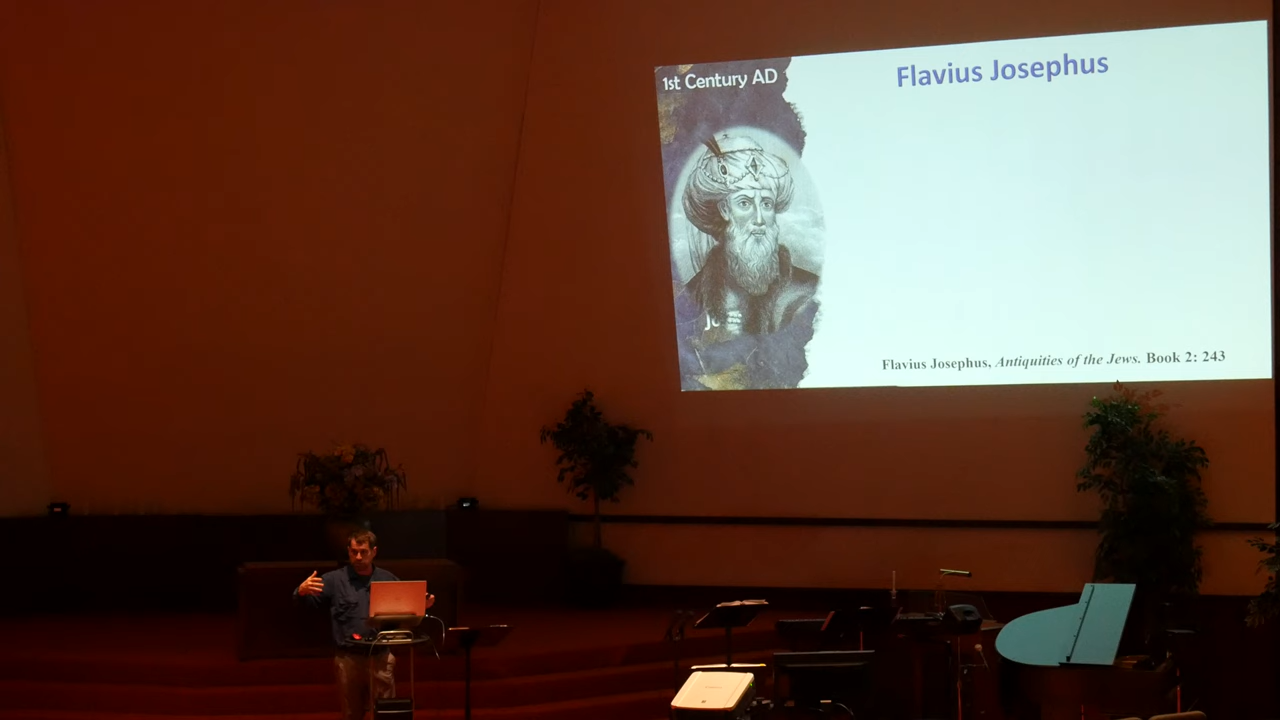 1st Century AD
Flavius Josephus
Flavius Josephus, Antiquities of the Jews. Book 2: 243